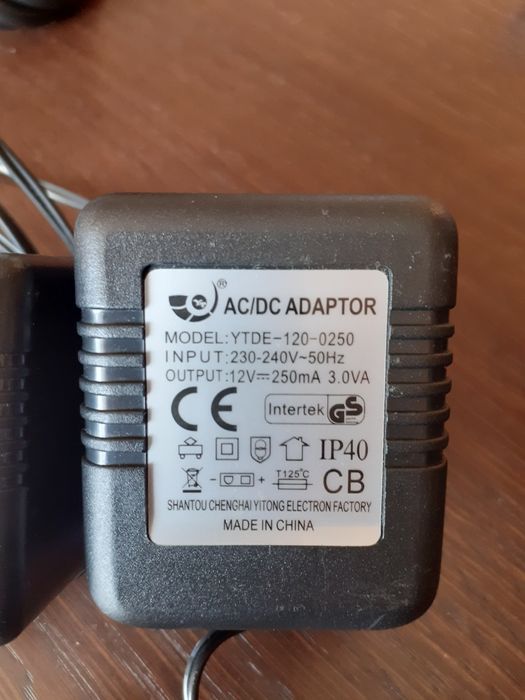 ® AC/DC ADAPTOR
MODEL:YTDE-120-0250
INPUT:230-240V~50Hz
OUTPUT:12V⎓250mA 3.0VA
CE Intertek GS
IP40
- + T125°C CB
SHANTOU CHENGHAI YITONG ELECTRON FACTORY
MADE IN CHINA